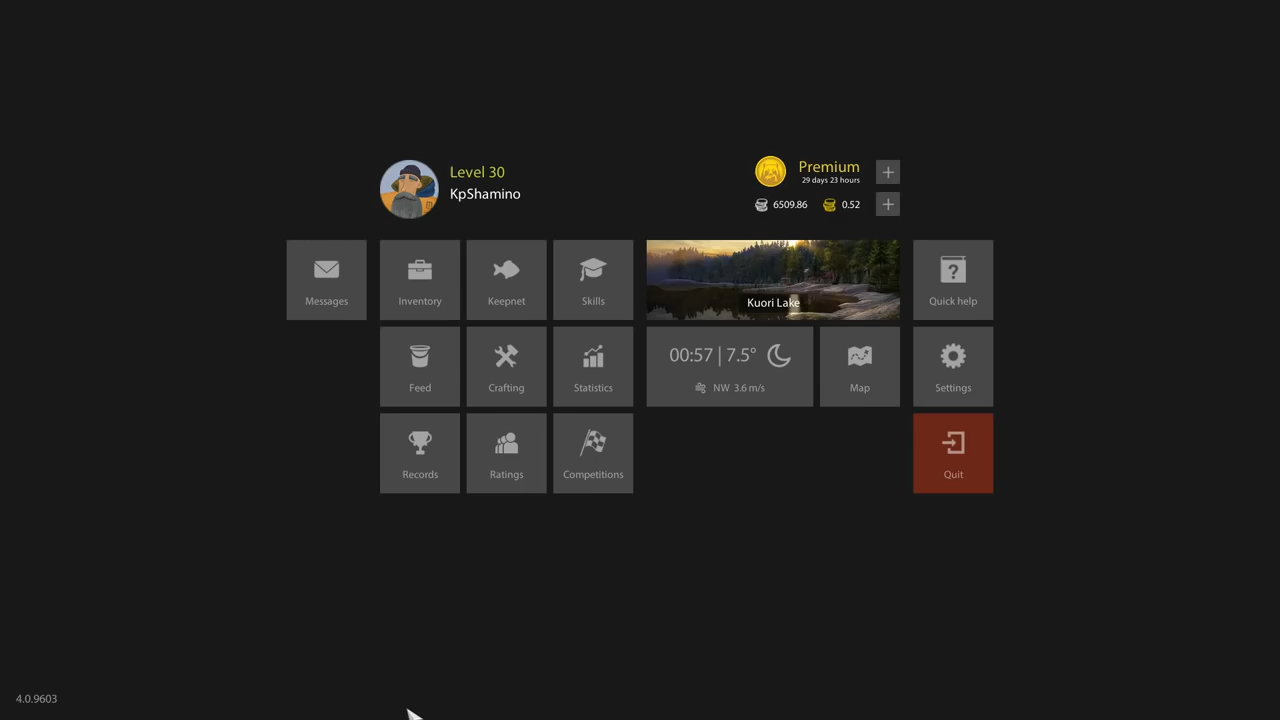 Level 30
KpShamino
Premium
29 days 23 hours
6509.86 0.52
Messages
Inventory
Keepnet
Skills
Kuori Lake
Quick help
Feed
Crafting
Statistics
00:57 | 7.5°
NW 3.6 m/s
Map
Settings
Records
Ratings
Competitions
Quit
4.0.9603